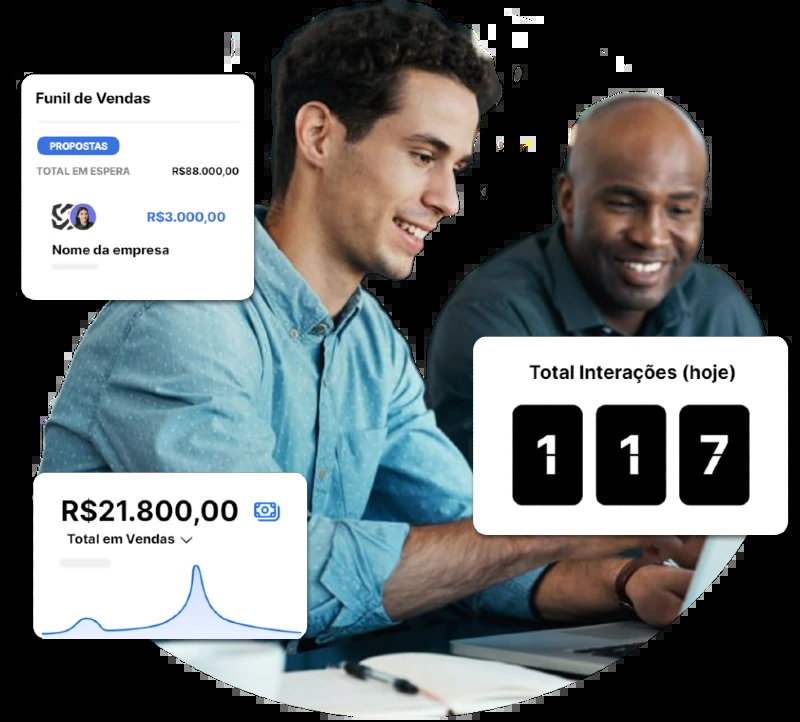 Funil de Vendas
PROPOSTAS
TOTAL EM ESPERA R$88.000,00
R$3.000,00
Nome da empresa
Total Interações (hoje)
1 1 7
R$21.800,00
Total em Vendas